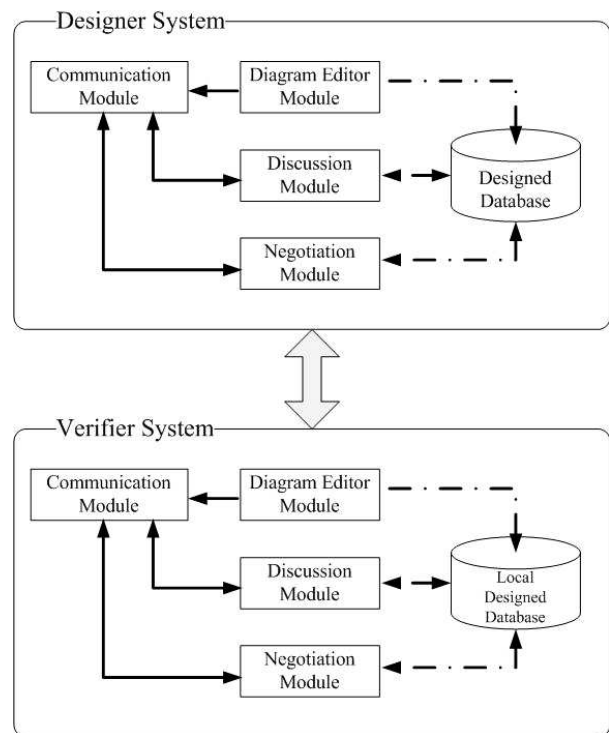 Designer System
Communication
Module
Diagram Editor
Module
Discussion
Module
Designed
Database
Negotiation
Module
Verifier System
Communication
Module
Diagram Editor
Module
Discussion
Module
Local
Designed
Database
Negotiation
Module